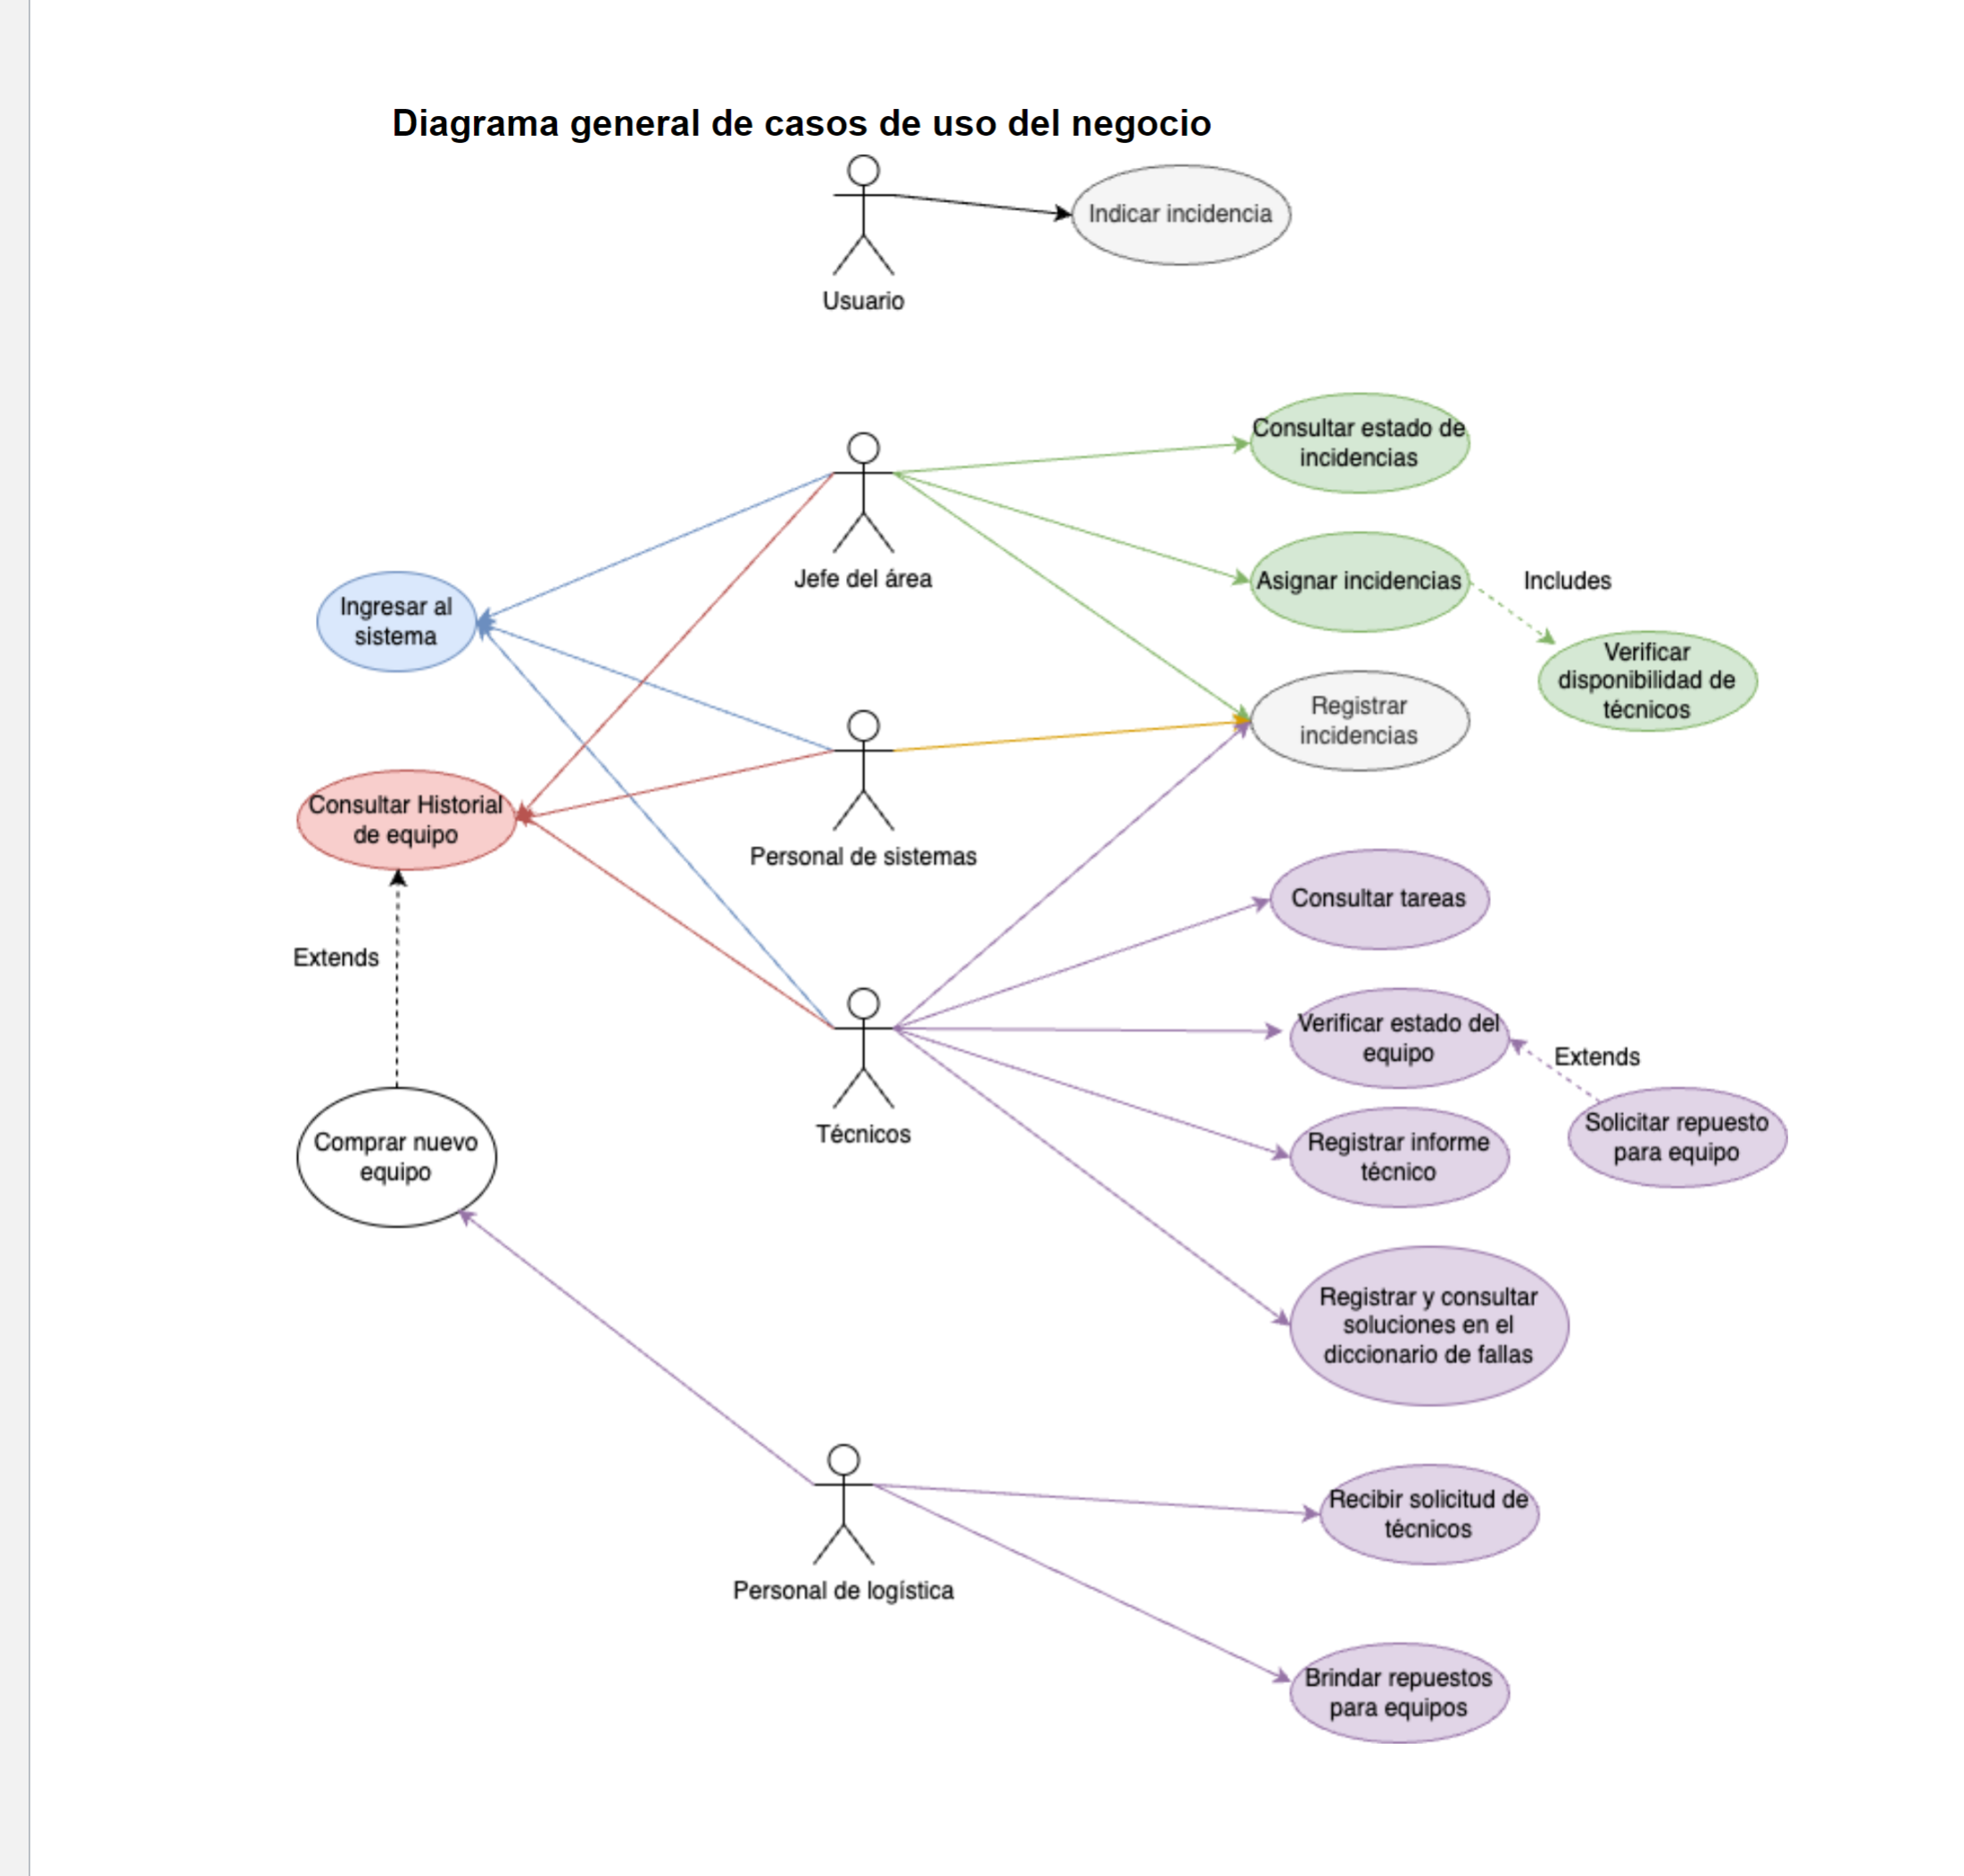 Diagrama general de casos de uso del negocio
Indicar incidencia
Usuario
Consultar estado de
incidencias
Jefe del área
Asignar incidencias
Includes
Ingresar al
sistema
Verificar
disponibilidad de
técnicos
Registrar
incidencias
Consultar Historial
de equipo
Personal de sistemas
Consultar tareas
Extends
Verificar estado del
equipo
Extends
Técnicos
Solicitar repuesto
para equipo
Comprar nuevo
equipo
Registrar informe
técnico
Registrar y consultar
soluciones en el
diccionario de fallas
Recibir solicitud de
técnicos
Personal de logística
Brindar repuestos
para equipos